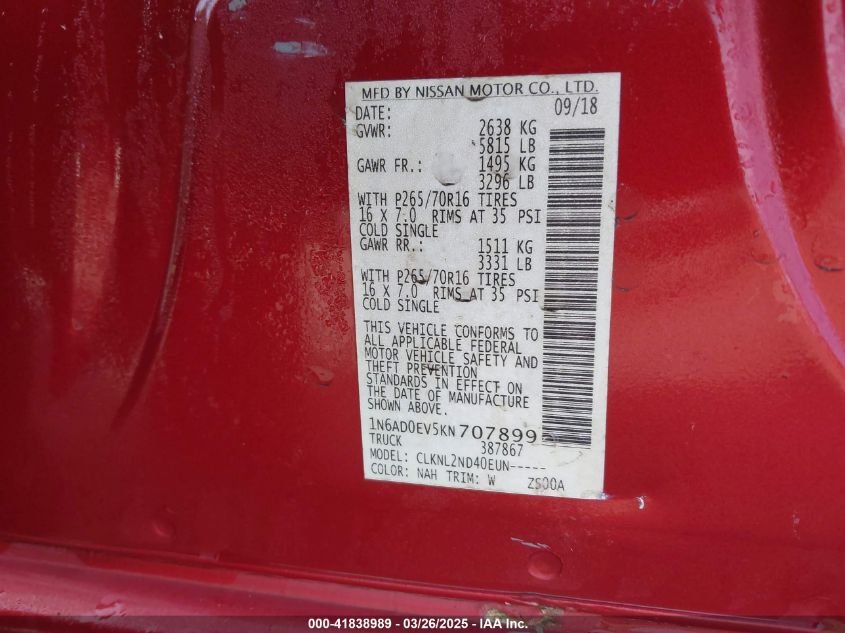 MFD BY NISSAN MOTOR CO., LTD.
DATE: 09/18
GVWR: 2638 KG
5815 LB
GAWR FR.: 1495 KG
3296 LB
WITH P265/70R16 TIRES
16 X 7.0 RIMS AT 35 PSI
COLD SINGLE
GAWR RR.: 1511 KG
3331 LB
WITH P265/70R16 TIRES
16 X 7.0 RIMS AT 35 PSI
COLD SINGLE
THIS VEHICLE CONFORMS TO
ALL APPLICABLE FEDERAL
MOTOR VEHICLE SAFETY AND
THEFT PREVENTION
STANDARDS IN EFFECT ON
THE DATE OF MANUFACTURE
SHOWN ABOVE.
1N6AD0EV5KN707899
TRUCK 387867
MODEL: CLKNL2ND40EUN-----
COLOR: NAH TRIM: W ZS00A
000-41838989 - 03/26/2025 - IAA, Inc.